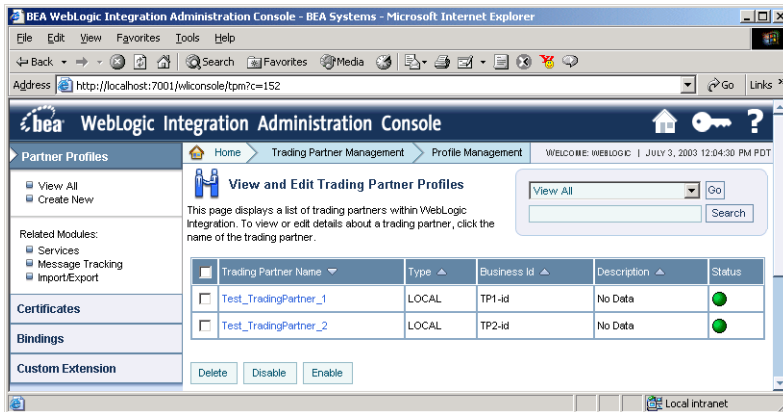 BEA WebLogic Integration Administration Console - BEA Systems - Microsoft Internet Explorer
File Edit View Favorites Tools Help
Back Search Favorites Media
Address http://localhost:7001/wliconsole/tpm?c=152 Go Links »
bea WebLogic Integration Administration Console ?
Partner Profiles
Home Trading Partner Management Profile Management WELCOME: WEBLOGIC | JULY 3, 2003 12:04:30 PM PDT
View All
Create New
Related Modules:
Services
Message Tracking
Import/Export
Certificates
Bindings
Custom Extension
View and Edit Trading Partner Profiles
This page displays a list of trading partners within WebLogic
Integration. To view or edit details about a trading partner, click the
name of the trading partner.
View All Go
Search
Trading Partner Name Type Business Id Description Status
Test_TradingPartner_1 LOCAL TP1-id No Data
Test_TradingPartner_2 LOCAL TP2-id No Data
Delete Disable Enable
Local intranet